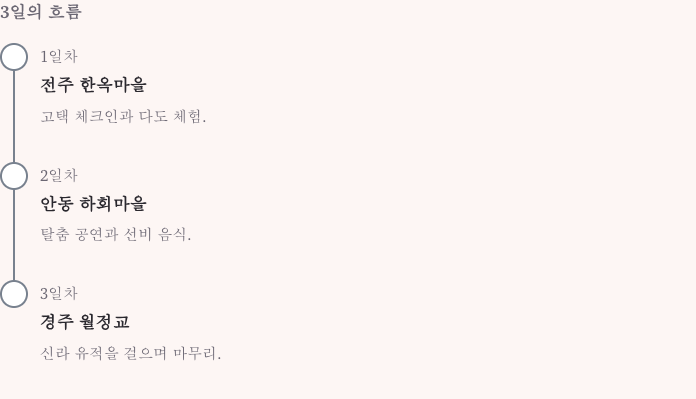 3일의 흐름
1일차
전주 한옥마을
고택 체크인과 다도 체험.
2일차
안동 하회마을
탈춤 공연과 선비 음식.
3일차
경주 월정교
신라 유적을 걸으며 마무리.